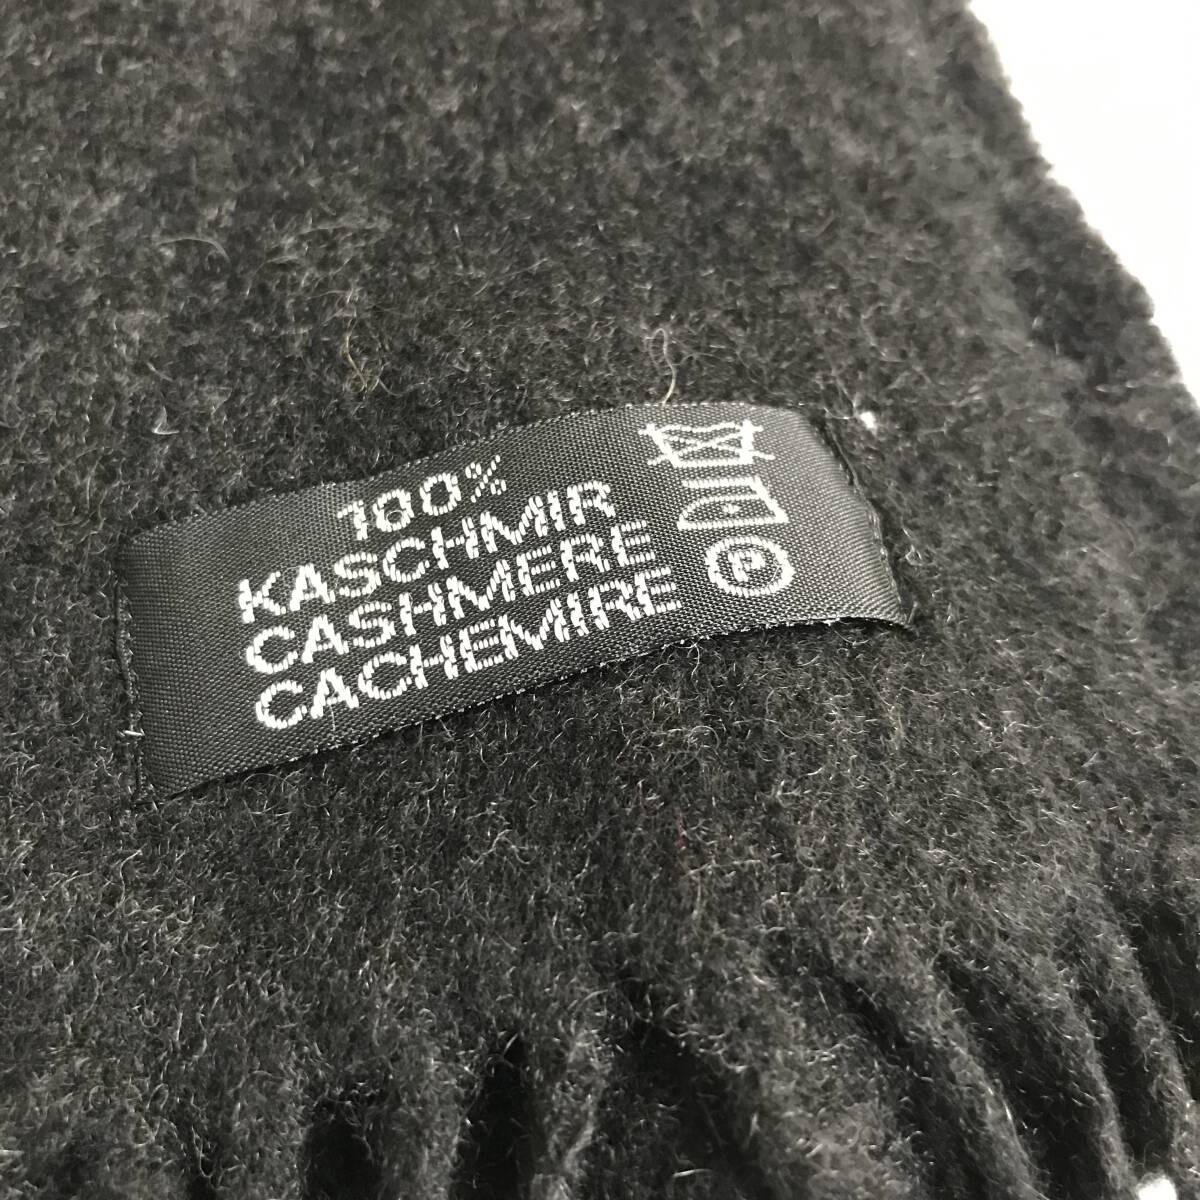 100%
KASCHMIR
CASHMERE
CACHEMIRE
P